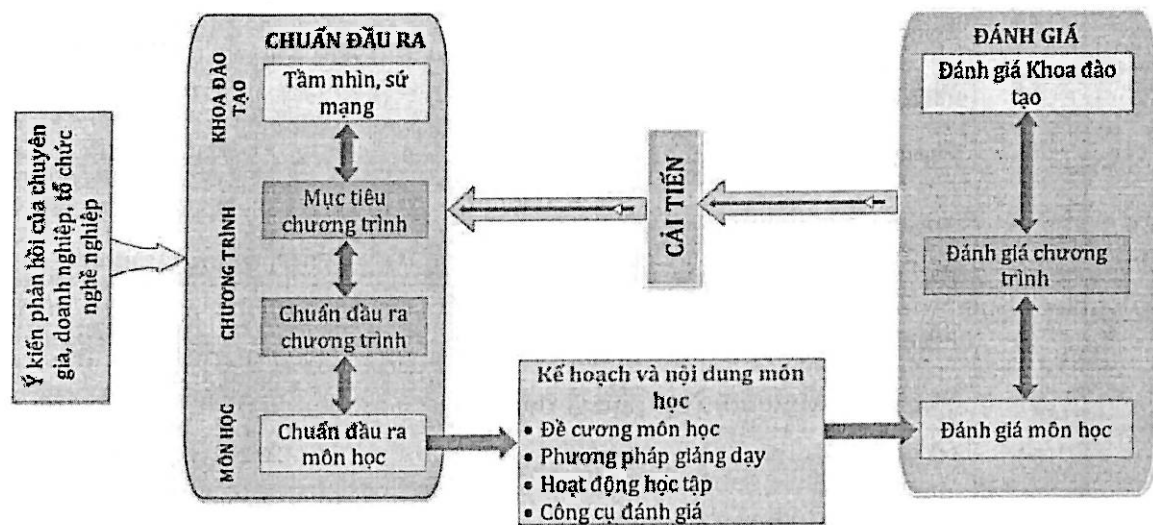 Ý kiến phản hồi của chuyên
gia, doanh nghiệp, tổ chức
nghề nghiệp
CHUẨN ĐẦU RA
KHOA ĐÀO
TẠO
Tầm nhìn, sứ
mạng
CHƯƠNG TRÌNH
Mục tiêu
chương trình
Chuẩn đầu ra
chương trình
MÔN HỌC
Chuẩn đầu ra
môn học
CẢI TIẾN
Kế hoạch và nội dung môn
học
• Đề cương môn học
• Phương pháp giảng dạy
• Hoạt động học tập
• Công cụ đánh giá
ĐÁNH GIÁ
Đánh giá Khoa đào
tạo
Đánh giá chương
trình
Đánh giá môn học